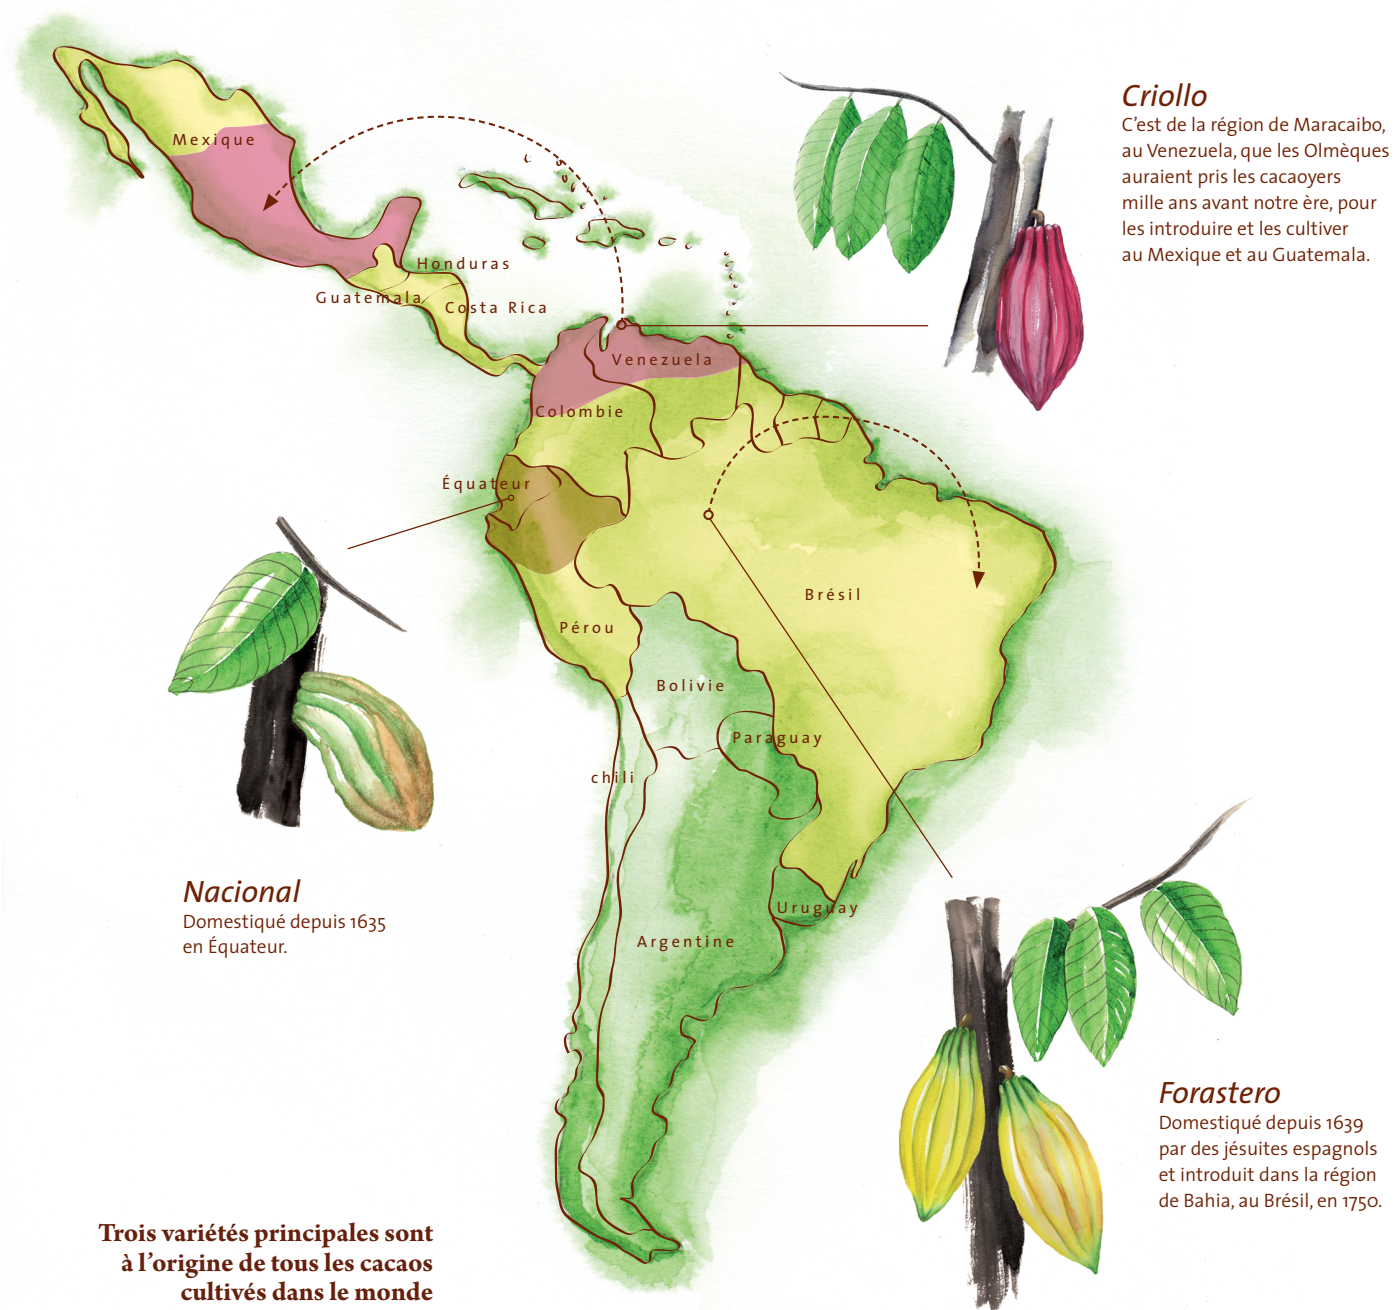 Criollo
C’est de la région de Maracaibo,
au Venezuela, que les Olmèques
auraient pris les cacaoyers
mille ans avant notre ère, pour
les introduire et les cultiver
au Mexique et au Guatemala.
Mexique
Honduras
Guatemala
Costa Rica
Venezuela
Colombie
Équateur
Brésil
Pérou
Bolivie
Paraguay
chili
Uruguay
Argentine
Nacional
Domestiqué depuis 1635
en Équateur.
Forastero
Domestiqué depuis 1639
par des jésuites espagnols
et introduit dans la région
de Bahia, au Brésil, en 1750.
Trois variétés principales sont
à l’origine de tous les cacaos
cultivés dans le monde